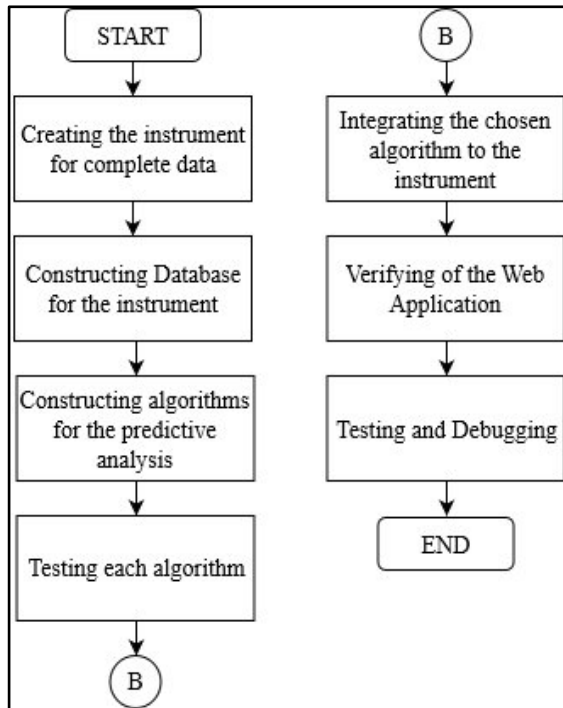 START
Creating the instrument
for complete data
Constructing Database
for the instrument
Constructing algorithms
for the predictive
analysis
Testing each algorithm
B
B
Integrating the chosen
algorithm to the
instrument
Verifying of the Web
Application
Testing and Debugging
END